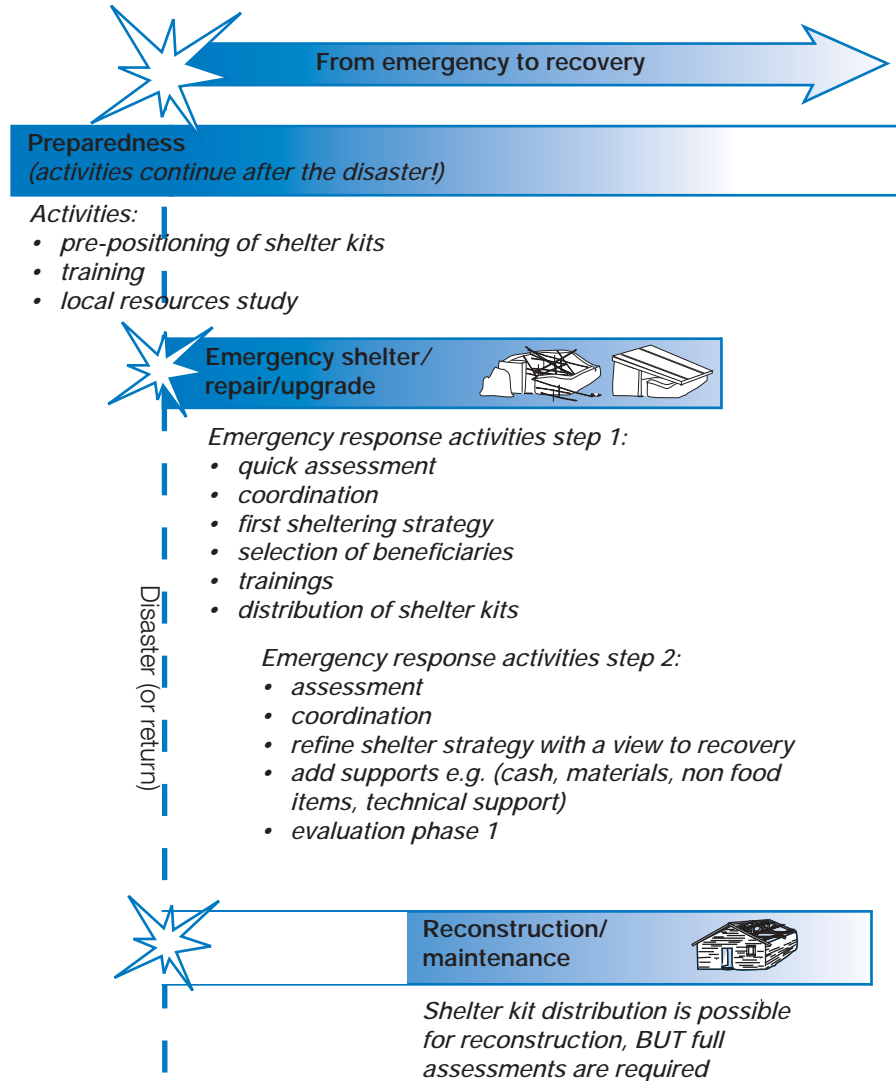 From emergency to recovery
Preparedness
(activities continue after the disaster!)
Activities:
• pre-positioning of shelter kits
• training
• local resources study
Emergency shelter/
repair/upgrade
Emergency response activities step 1:
• quick assessment
• coordination
• first sheltering strategy
• selection of beneficiaries
• trainings
• distribution of shelter kits
Disaster (or return)
Emergency response activities step 2:
• assessment
• coordination
• refine shelter strategy with a view to recovery
• add supports e.g. (cash, materials, non food
items, technical support)
• evaluation phase 1
Reconstruction/
maintenance
Shelter kit distribution is possible
for reconstruction, BUT full
assessments are required